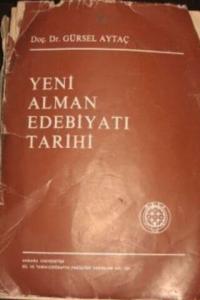 Doç. Dr. GÜRSEL AYTAÇ
YENİ
ALMAN
EDEBİYATI
TARİHİ
ANKARA ÜNİVERSİTESİ
DİL VE TARİH-COĞRAFYA FAKÜLTESİ YAYINLARI